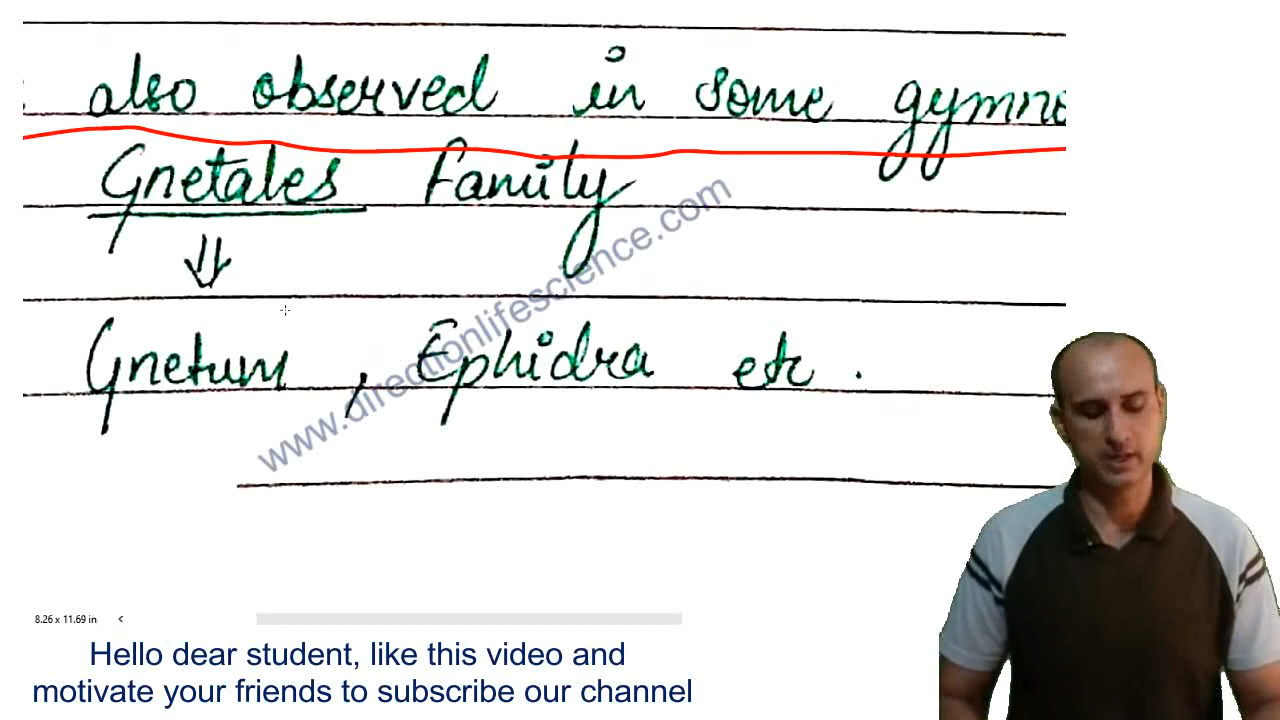 also observed in some gymno
Gnetales Family
⇓
Gnetum, Ephidra etc.
www.directionlifescience.com
8.26 x 11.69 in <
Hello dear student, like this video and
motivate your friends to subscribe our channel